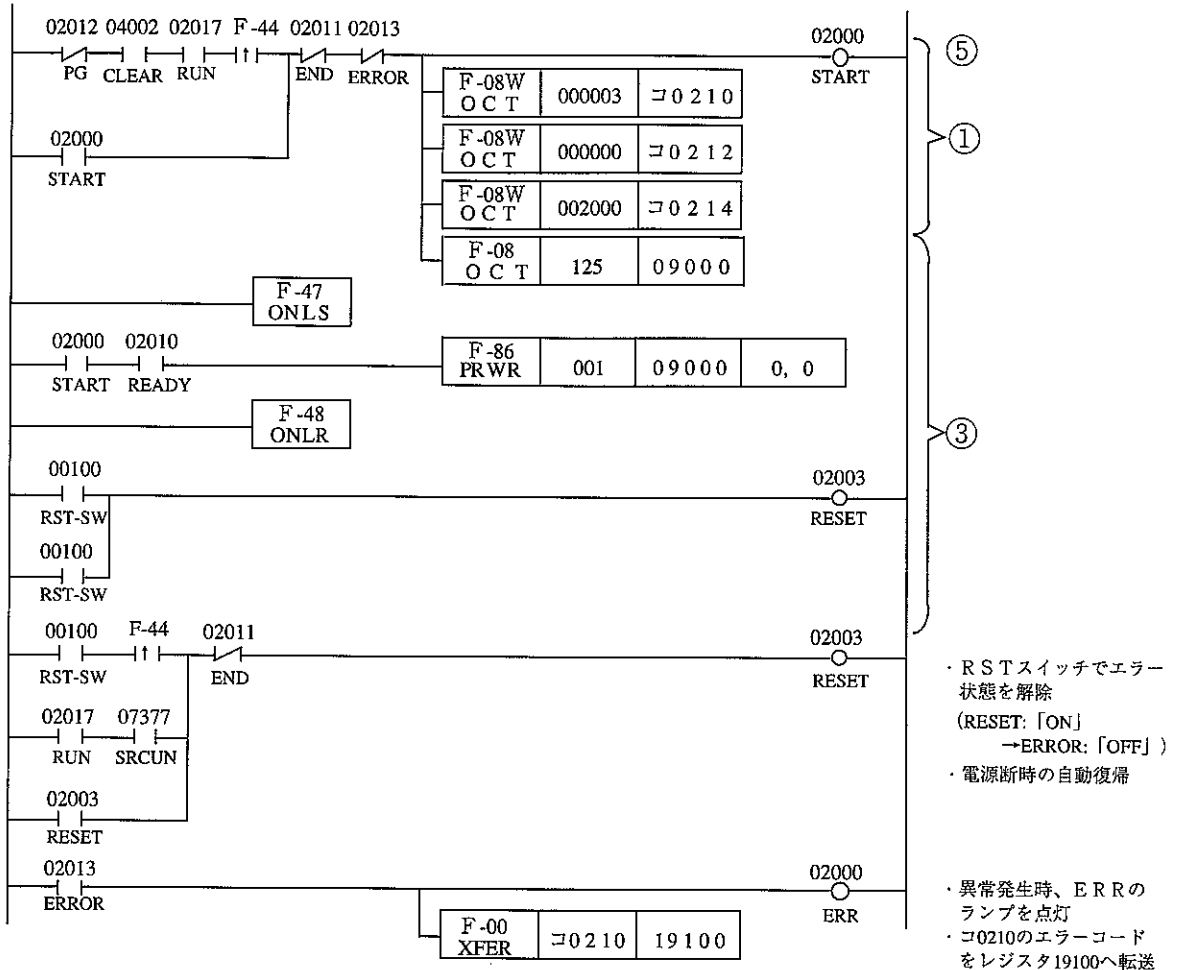 02012 04002 02017 F-44 02011 02013
02000
PG CLEAR RUN END ERROR
START
⑤
F-08W
OCT 000003 コ0210
F-08W
OCT 000000 コ0212
F-08W
OCT 002000 コ0214
F-08
OCT 125 09000
①
02000
START
F-47
ONLS
02000 02010
START READY
F-86
PRWR 001 09000 0, 0
F-48
ONLR
③
00100
RST-SW
02003
RESET
00100
RST-SW
00100 F-44 02011
RST-SW END
02003
RESET
02017 07377
RUN SRCUN
02003
RESET
・RSTスイッチでエラー
状態を解除
(RESET:「ON」
→ERROR:「OFF」)
・電源断時の自動復帰
02013
ERROR
02000
ERR
F-00
XFER コ0210 19100
・異常発生時、ERRの
ランプを点灯
・コ0210のエラーコード
をレジスタ19100へ転送